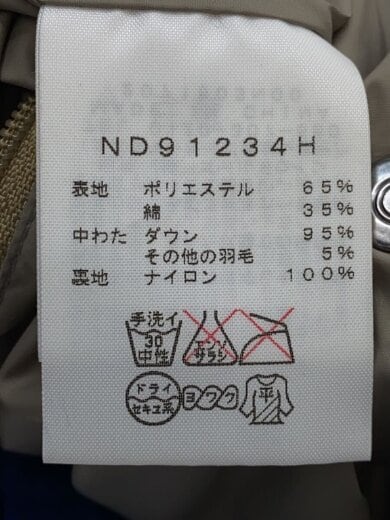 ND91234H
表地 ポリエステル 65%
綿 35%
中わた ダウン 95%
その他の羽毛 5%
裏地 ナイロン 100%
手洗イ
30
中性
エンソ
サラシ
ドライ
セキユ系
ヨワク
平